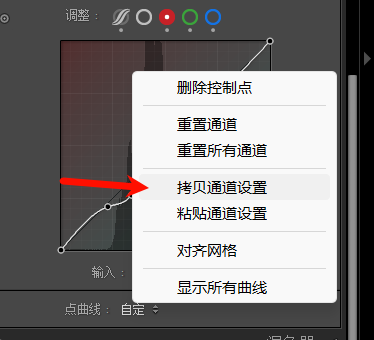 调整：
删除控制点
重置通道
重置所有通道
拷贝通道设置
粘贴通道设置
对齐网格
显示所有曲线
输入：
点曲线： 自定